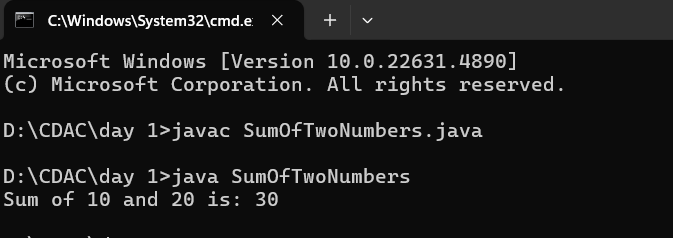 C:\Windows\System32\cmd.e
Microsoft Windows [Version 10.0.22631.4890]
(c) Microsoft Corporation. All rights reserved.
D:\CDAC\day 1>javac SumOfTwoNumbers.java
D:\CDAC\day 1>java SumOfTwoNumbers
Sum of 10 and 20 is: 30